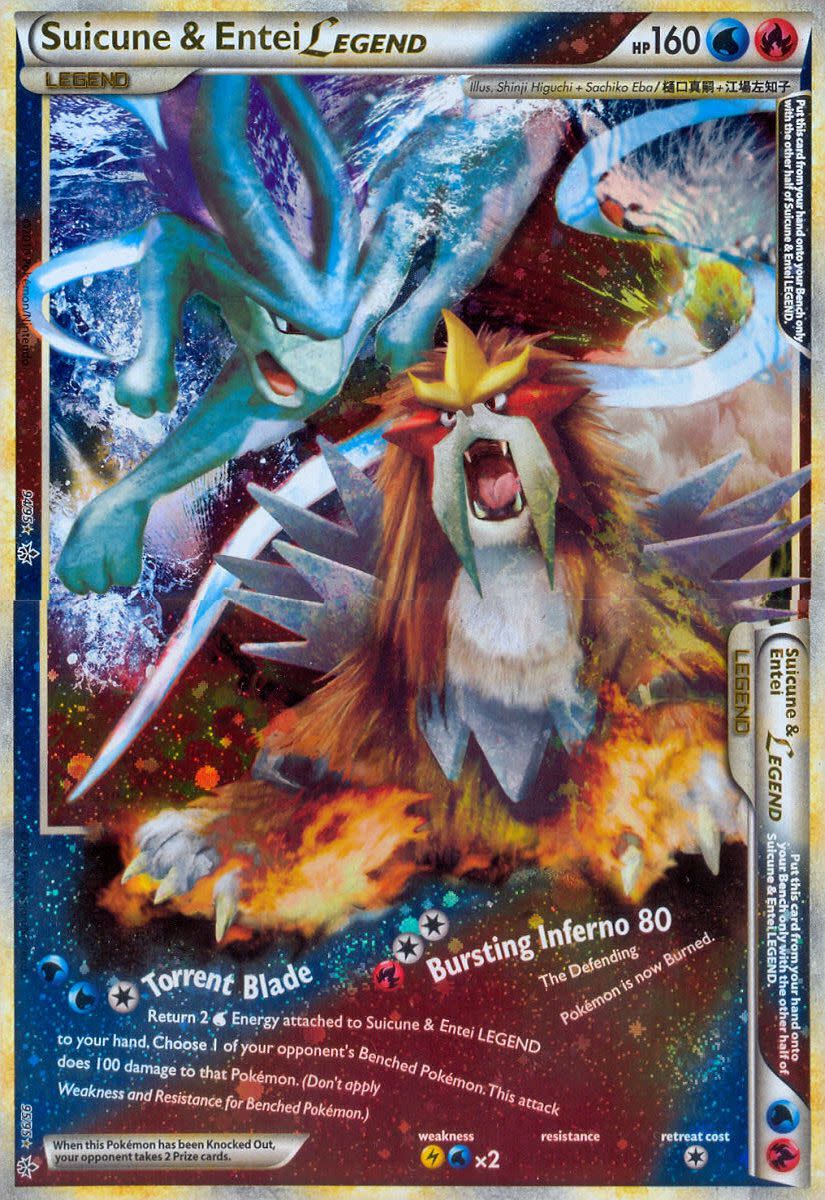 Suicune & Entei LEGEND
HP160
LEGEND
Illus. Shinji Higuchi + Sachiko Eba/樋口真嗣+江場左知子
Put this card from your hand onto your Bench only
with the other half of Suicune & Entei LEGEND.
94/95
Suicune &
Entei LEGEND
LEGEND
Put this card from your hand onto
your Bench only with the other half of
Suicune & Entei LEGEND.
Torrent Blade
Return 2 Energy attached to Suicune & Entei LEGEND
to your hand. Choose 1 of your opponent's Benched Pokémon. This attack
does 100 damage to that Pokémon. (Don't apply
Weakness and Resistance for Benched Pokémon.)
Bursting Inferno 80
The Defending
Pokémon is now Burned.
95/95
When this Pokémon has been Knocked Out,
your opponent takes 2 Prize cards.
weakness
×2
resistance
retreat cost